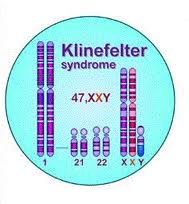 Klinefelter
syndrome
47,XXY
1 21 22 X X Y